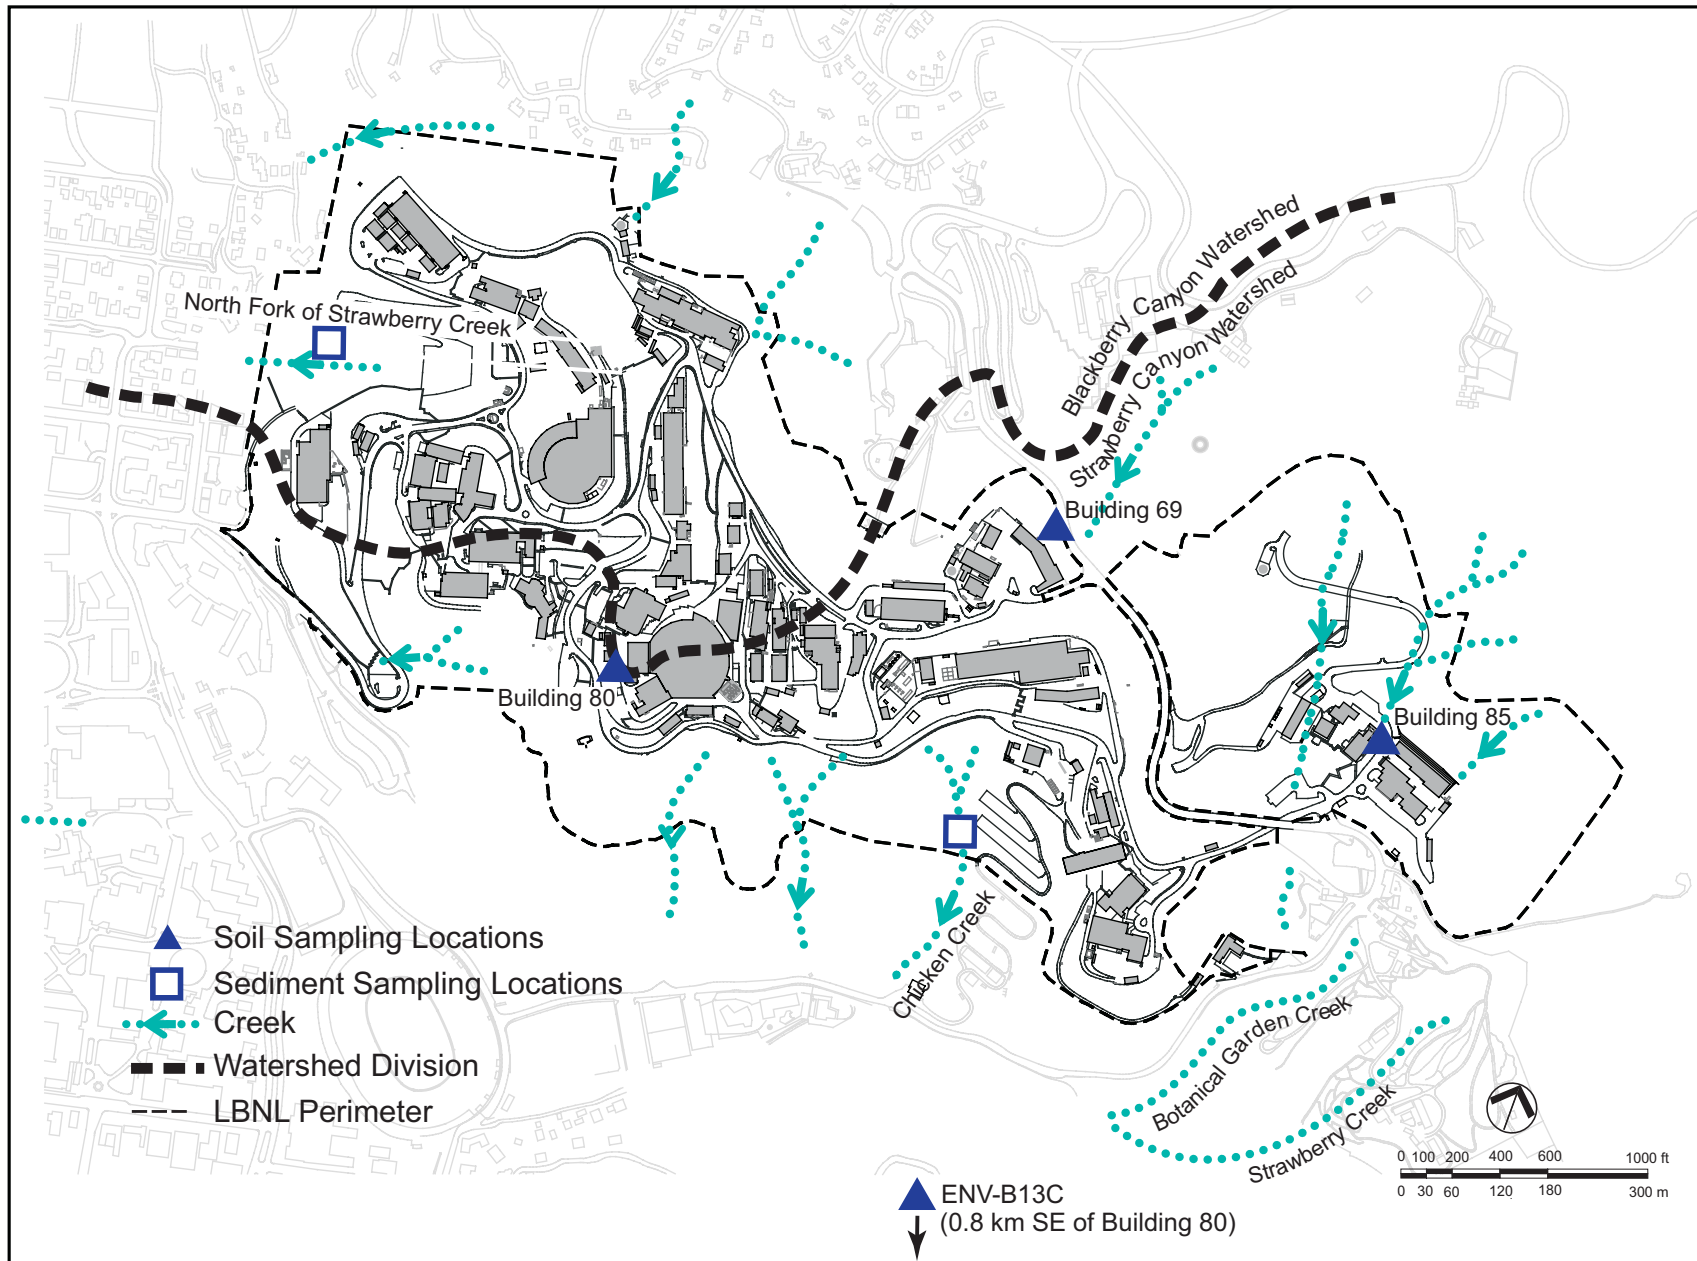 Blackberry Canyon Watershed
Strawberry Canyon Watershed
North Fork of Strawberry Creek
Building 69
Building 80
Building 85
Chicken Creek
Botanical Garden Creek
Strawberry Creek
Soil Sampling Locations
Sediment Sampling Locations
Creek
Watershed Division
LBNL Perimeter
0 100 200 400 600 1000 ft
0 30 60 120 180 300 m
ENV-B13C
(0.8 km SE of Building 80)